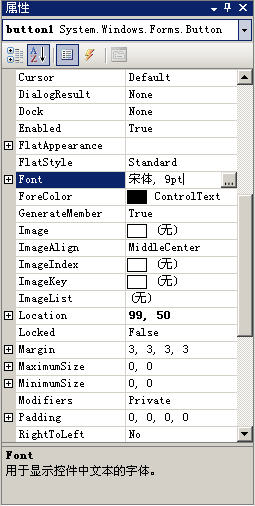 属性
button1 System.Windows.Forms.Button
Cursor Default
DialogResult None
Dock None
Enabled True
FlatAppearance
FlatStyle Standard
Font 宋体, 9pt
ForeColor ControlText
GenerateMember True
Image (无)
ImageAlign MiddleCenter
ImageIndex (无)
ImageKey (无)
ImageList (无)
Location 99, 50
Locked False
Margin 3, 3, 3, 3
MaximumSize 0, 0
MinimumSize 0, 0
Modifiers Private
Padding 0, 0, 0, 0
RightToLeft No
Font
用于显示控件中文本的字体。